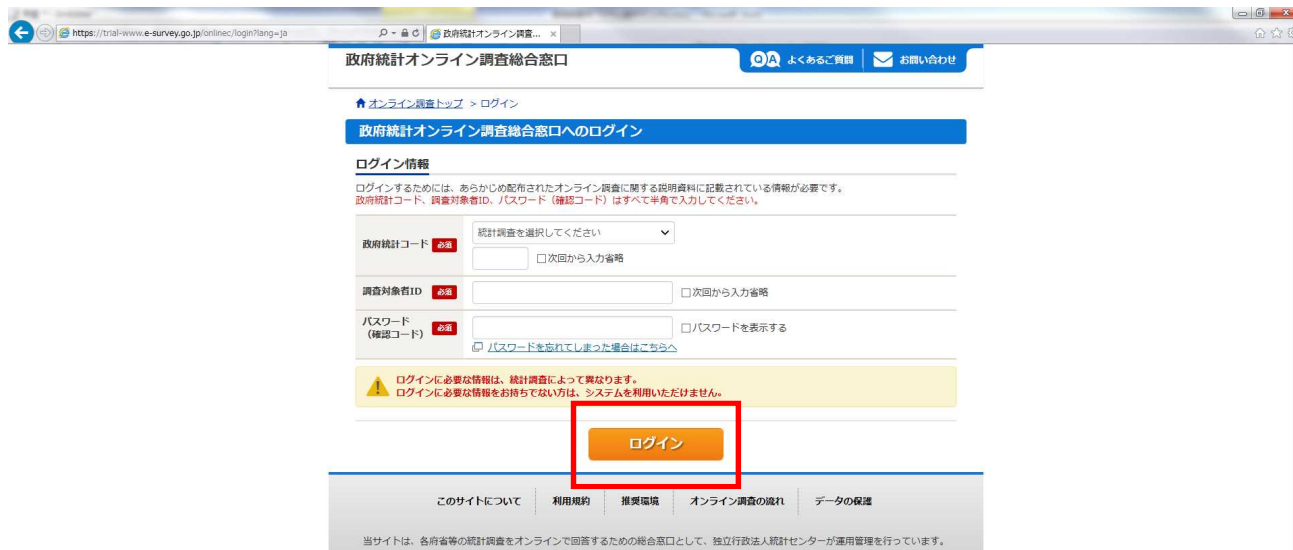 https://trial-www.e-survey.go.jp/onlinec/login?lang=ja
政府統計オンライン調査...
政府統計オンライン調査総合窓口
Q A よくあるご質問
お問い合わせ
オンライン調査トップ > ログイン
政府統計オンライン調査総合窓口へのログイン
ログイン情報
ログインするためには、あらかじめ配布されたオンライン調査に関する説明資料に記載されている情報が必要です。
政府統計コード、調査対象者ID、パスワード（確認コード）はすべて半角で入力してください。
政府統計コード 必須
統計調査を選択してください
次回から入力省略
調査対象者ID 必須
次回から入力省略
パスワード
（確認コード） 必須
パスワードを表示する
パスワードを忘れてしまった場合はこちらへ
ログインに必要な情報は、統計調査によって異なります。
ログインに必要な情報をお持ちでない方は、システムを利用いただけません。
ログイン
このサイトについて 利用規約 推奨環境 オンライン調査の流れ データの保護
当サイトは、各府省等の統計調査をオンラインで回答するための総合窓口として、独立行政法人統計センターが運用管理を行っています。